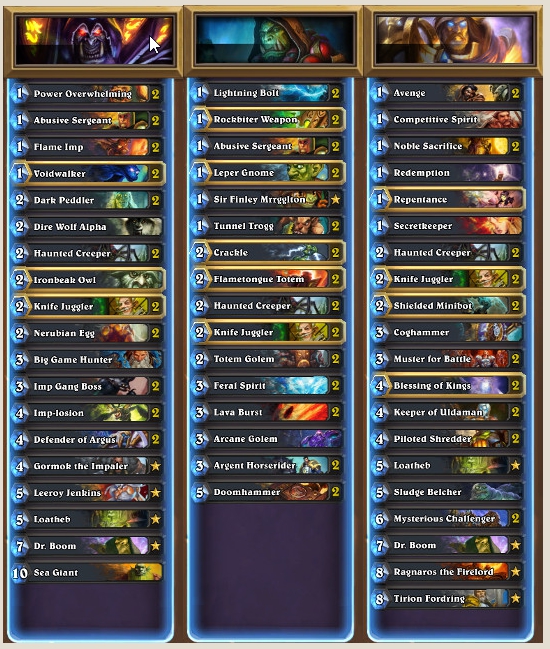 1 Power Overwhelming 2
1 Abusive Sergeant 2
1 Flame Imp 2
1 Voidwalker 2
2 Dark Peddler 2
2 Dire Wolf Alpha
2 Haunted Creeper 2
2 Ironbeak Owl 2
2 Knife Juggler 2
2 Nerubian Egg 2
3 Big Game Hunter
3 Imp Gang Boss 2
4 Imp-losion 2
4 Defender of Argus 2
4 Gormok the Impaler
5 Leeroy Jenkins
5 Loatheb
7 Dr. Boom
10 Sea Giant
1 Lightning Bolt 2
1 Rockbiter Weapon 2
1 Abusive Sergeant 2
1 Leper Gnome 2
1 Sir Finley Mrrgglton
1 Tunnel Trogg 2
2 Crackle 2
2 Flametongue Totem 2
2 Haunted Creeper 2
2 Knife Juggler 2
2 Totem Golem 2
3 Feral Spirit 2
3 Lava Burst 2
3 Arcane Golem
3 Argent Horserider 2
5 Doomhammer 2
1 Avenge 2
1 Competitive Spirit
1 Noble Sacrifice 2
1 Redemption
1 Repentance
1 Secretkeeper 2
2 Haunted Creeper 2
2 Knife Juggler 2
2 Shielded Minibot 2
3 Coghammer
3 Muster for Battle 2
4 Blessing of Kings
4 Keeper of Uldaman 2
4 Piloted Shredder 2
5 Loatheb
5 Sludge Belcher
6 Mysterious Challenger 2
7 Dr. Boom
8 Ragnaros the Firelord
8 Tirion Fordring